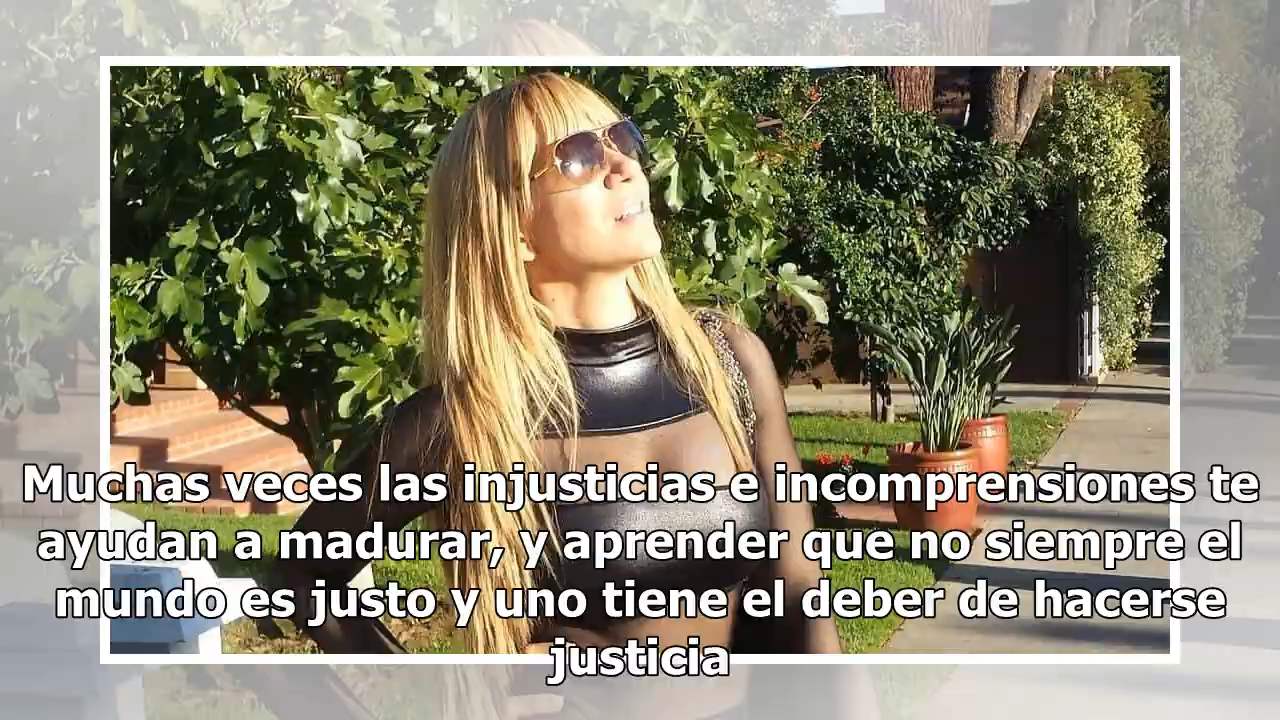 Muchas veces las injusticias e incomprensiones te
ayudan a madurar, y aprender que no siempre el
mundo es justo y uno tiene el deber de hacerse
justicia